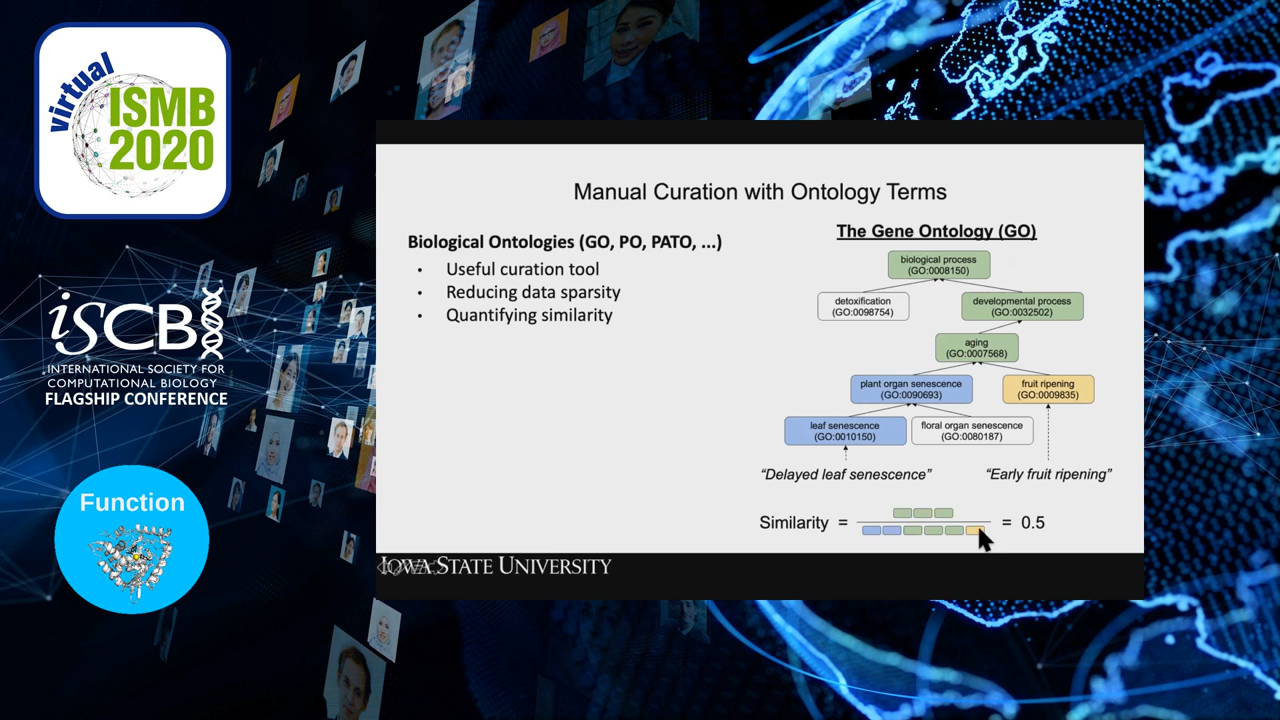 virtual
ISMB
2020
iSCB
INTERNATIONAL SOCIETY FOR
COMPUTATIONAL BIOLOGY
FLAGSHIP CONFERENCE
Function
Manual Curation with Ontology Terms
Biological Ontologies (GO, PO, PATO, ...)
• Useful curation tool
• Reducing data sparsity
• Quantifying similarity
The Gene Ontology (GO)
biological process
(GO:0008150)
detoxification
(GO:0098754)
developmental process
(GO:0032502)
aging
(GO:0007568)
plant organ senescence
(GO:0090693)
fruit ripening
(GO:0009835)
leaf senescence
(GO:0010150)
floral organ senescence
(GO:0080187)
“Delayed leaf senescence”
“Early fruit ripening”
Similarity = = 0.5
IOWA STATE UNIVERSITY